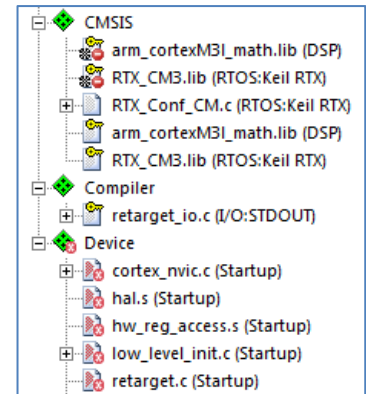 CMSIS
arm_cortexM3l_math.lib (DSP)
RTX_CM3.lib (RTOS:Keil RTX)
RTX_Conf_CM.c (RTOS:Keil RTX)
arm_cortexM3l_math.lib (DSP)
RTX_CM3.lib (RTOS:Keil RTX)
Compiler
retarget_io.c (I/O:STDOUT)
Device
cortex_nvic.c (Startup)
hal.s (Startup)
hw_reg_access.s (Startup)
low_level_init.c (Startup)
retarget.c (Startup)